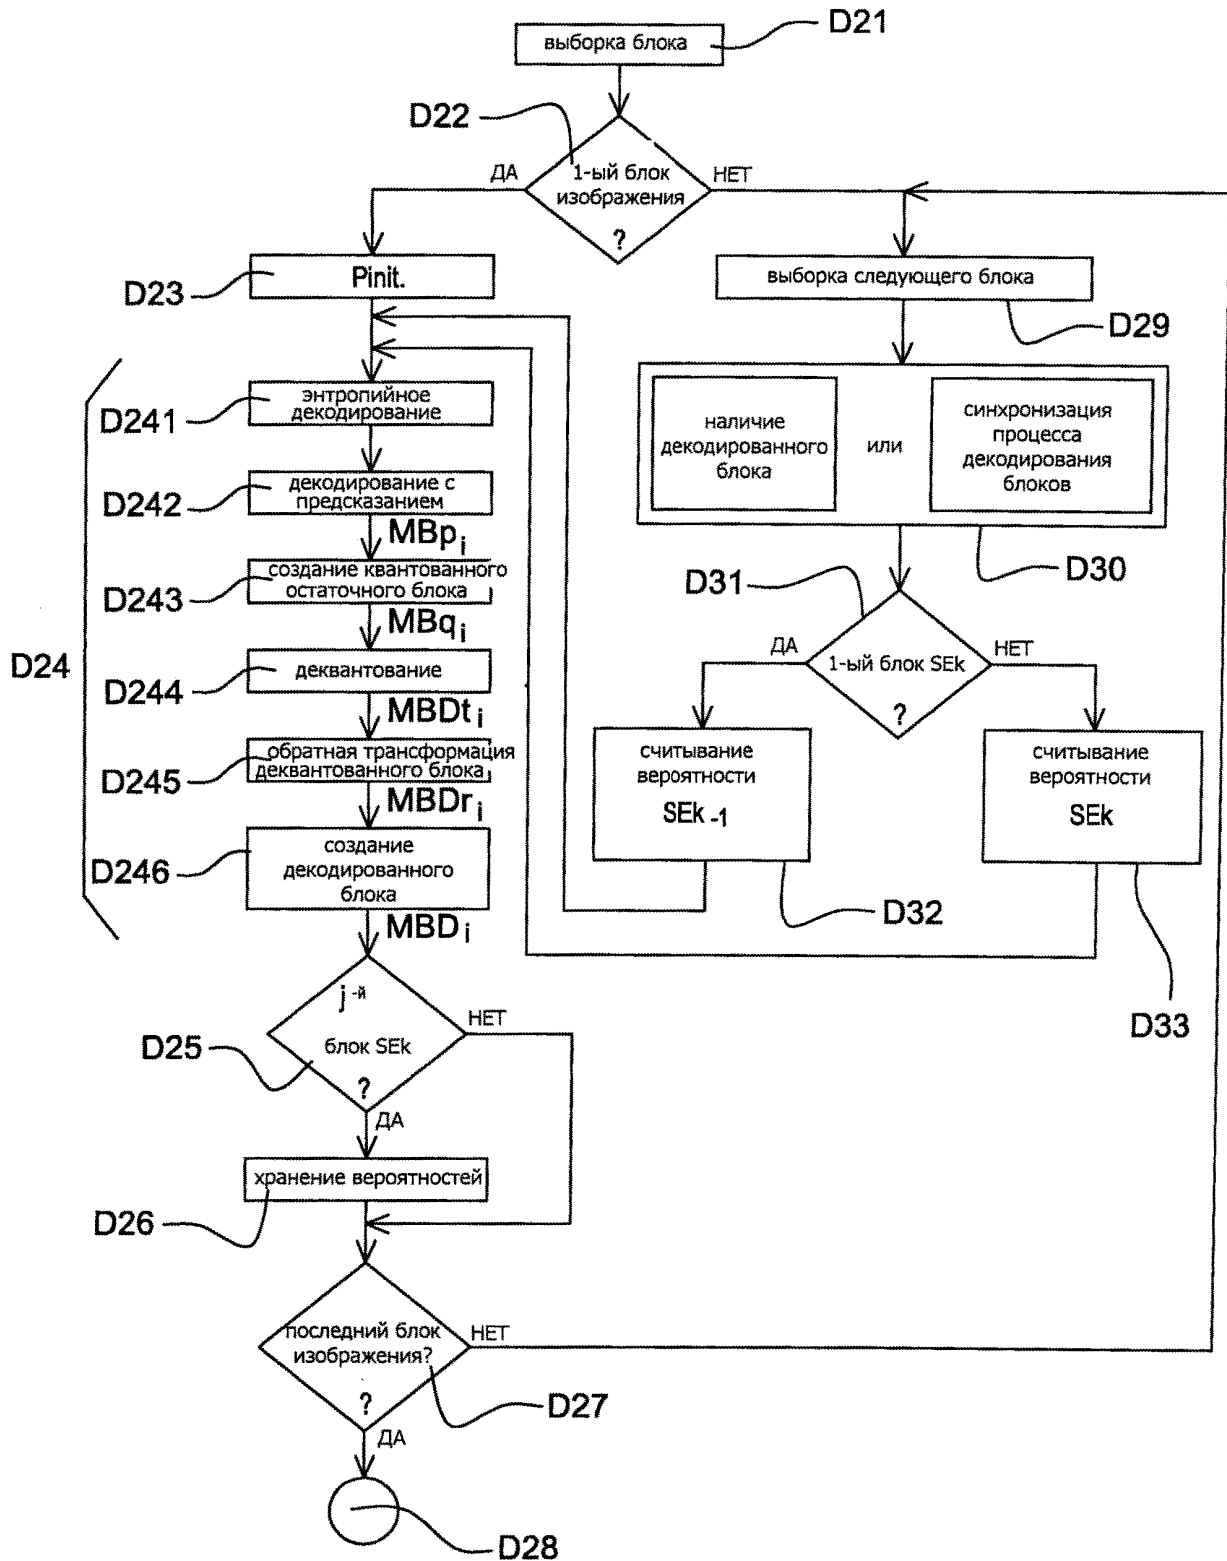 выборка блока
D21
D22
1-ый блок
изображения
?
ДА
НЕТ
Pinit.
D23
выборка следующего блока
D29
D24
энтропийное
декодирование
D241
декодирование с
предсказанием
D242
MBp i
создание квантованного
остаточного блока
D243
MBq i
деквантование
D244
MBDt i
обратная трансформация
деквантованного блока
D245
MBDr i
создание
декодированного
блока
D246
MBD i
наличие
декодированного
блока
или
синхронизация
процесса
декодирования
блоков
D30
D31
1-ый блок SEk
?
ДА
НЕТ
считывание
вероятности
SEk -1
D32
считывание
вероятности
SEk
D33
j -й
блок SEk
?
D25
НЕТ
ДА
хранение вероятностей
D26
последний блок
изображения?
?
НЕТ
D27
ДА
D28